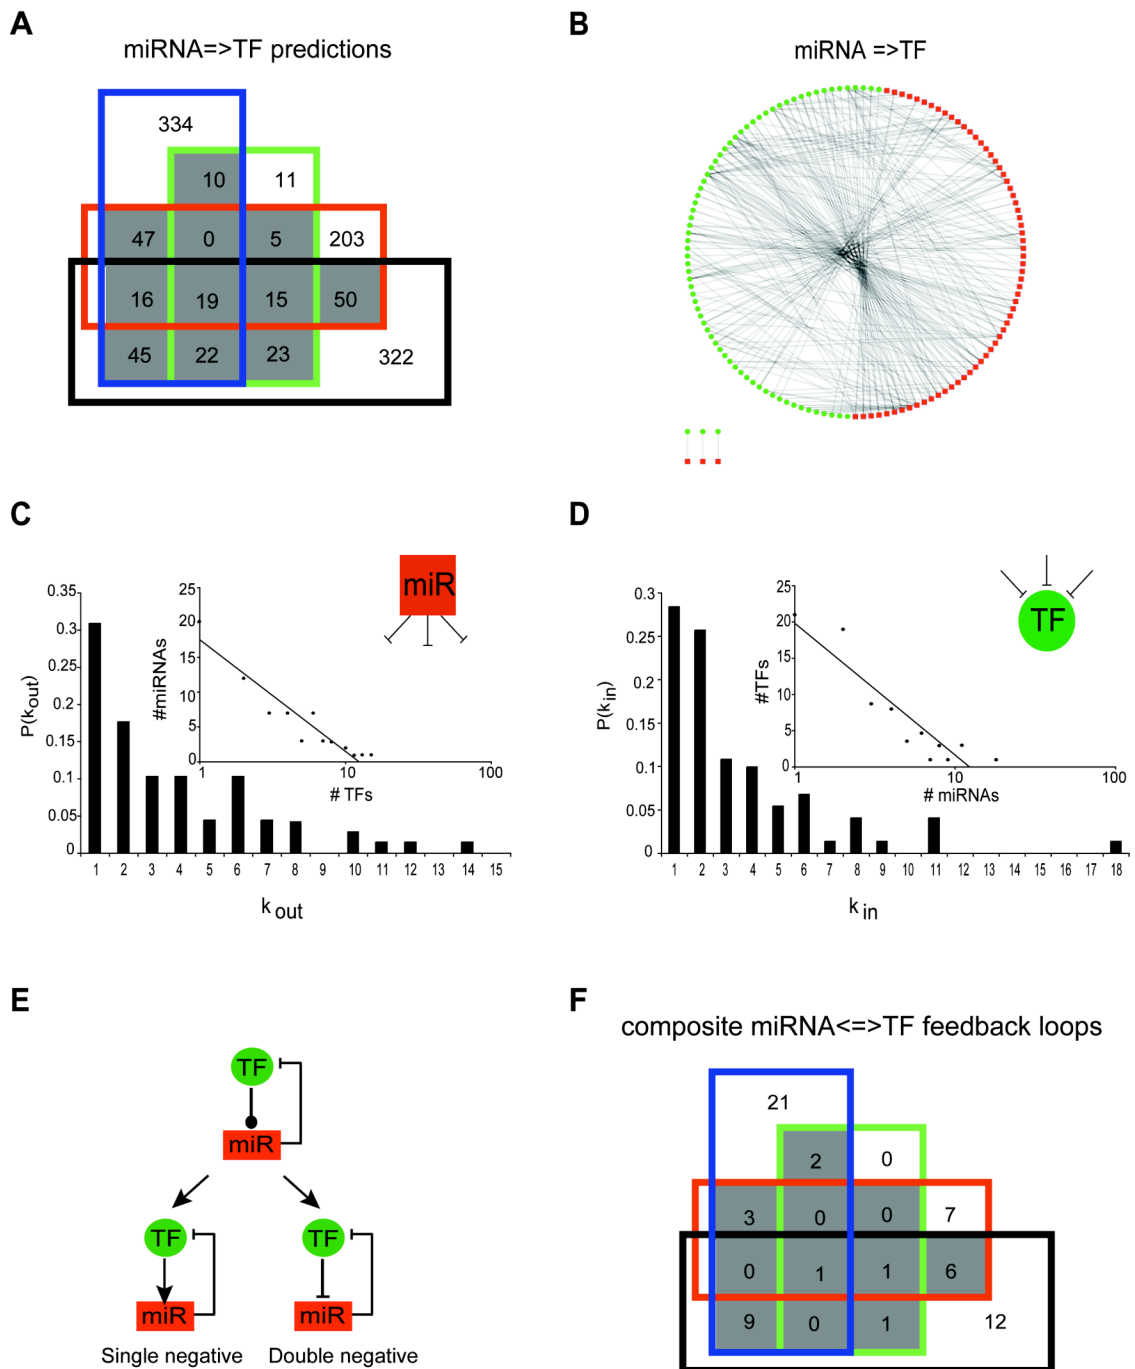 A
miRNA=>TF predictions
334
10 11
47 0 5 203
16 19 15 50
45 22 23 322
B
miRNA =>TF
C
0.35
0.3
0.25
0.2
0.15
0.1
0.05
0
P(kout)
1 2 3 4 5 6 7 8 9 10 11 12 13 14 15
k out
25
20
15
10
5
0
#miRNAs
1 10 100
# TFs
miR
D
0.3
0.25
0.2
0.15
0.1
0.05
0
P(kin)
1 2 3 4 5 6 7 8 9 10 11 12 13 14 15 16 17 18
k in
25
20
15
10
5
0
#TFs
1 10 100
# miRNAs
TF
E
TF
miR
TF TF
miR miR
Single negative Double negative
F
composite miRNA<=>TF feedback loops
21
2 0
3 0 0 7
0 1 1 6
9 0 1 12